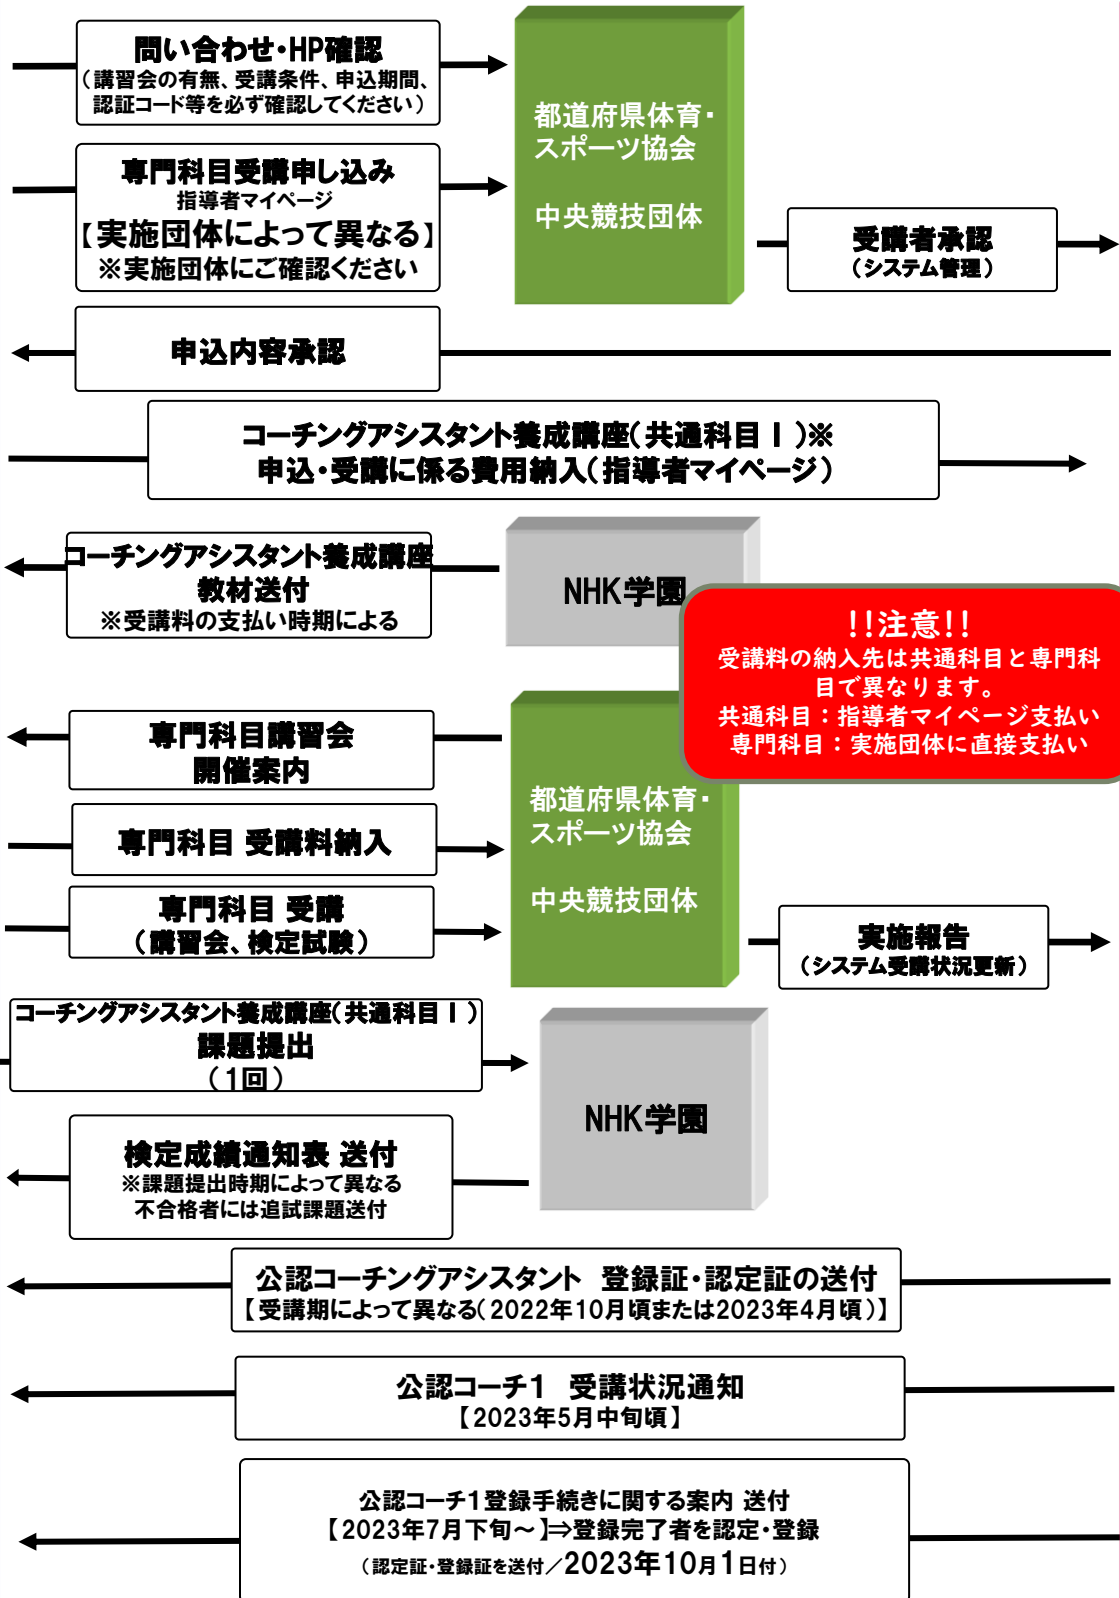 問い合わせ・HP確認
（講習会の有無、受講条件、申込期間、
認証コード等を必ず確認してください）
都道府県体育・
スポーツ協会
中央競技団体
専門科目受講申し込み
指導者マイページ
【実施団体によって異なる】
※実施団体にご確認ください
受講者承認
（システム管理）
申込内容承認
コーチングアシスタント養成講座（共通科目Ⅰ）※
申込・受講に係る費用納入（指導者マイページ）
コーチングアシスタント養成講座
教材送付
※受講料の支払い時期による
NHK学園
!!注意!!
受講料の納入先は共通科目と専門科
目で異なります。
共通科目：指導者マイページ支払い
専門科目：実施団体に直接支払い
専門科目講習会
開催案内
都道府県体育・
スポーツ協会
中央競技団体
専門科目 受講料納入
専門科目 受講
（講習会、検定試験）
実施報告
（システム受講状況更新）
コーチングアシスタント養成講座（共通科目Ⅰ）
課題提出
（1回）
NHK学園
検定成績通知表 送付
※課題提出時期によって異なる
不合格者には追試課題送付
公認コーチングアシスタント　登録証・認定証の送付
【受講期によって異なる（2022年10月頃または2023年4月頃）】
公認コーチ1　受講状況通知
【2023年5月中旬頃】
公認コーチ1登録手続きに関する案内 送付
【2023年7月下旬～】⇒登録完了者を認定・登録
（認定証・登録証を送付／2023年10月1日付）